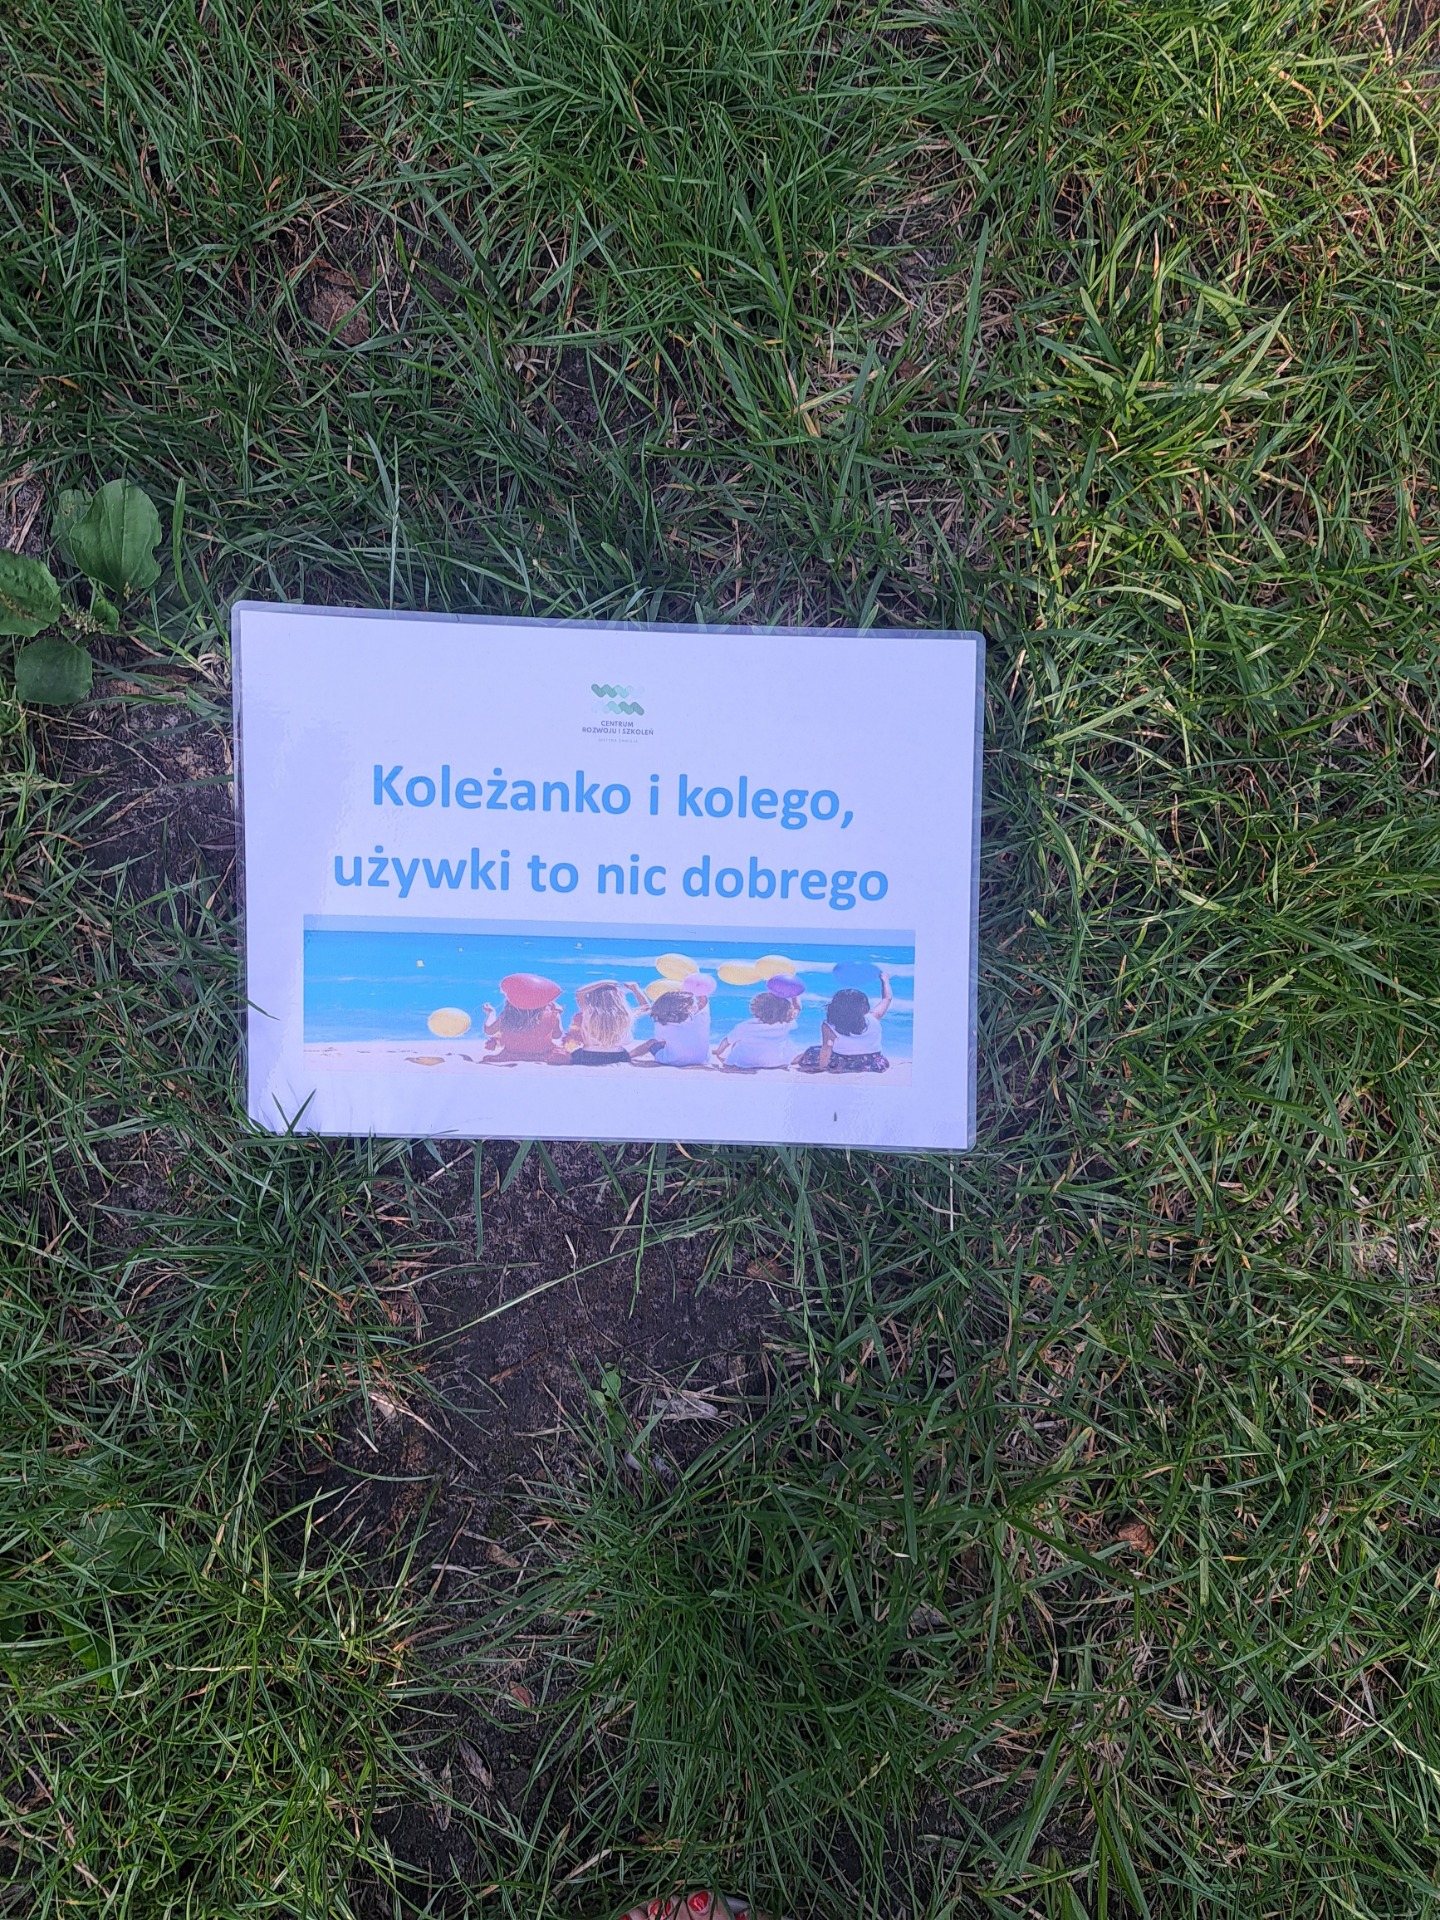 CENTRUM
ROZWOJU i SZKOLEŃ
Koleżanko i kolego,
używki to nic dobrego